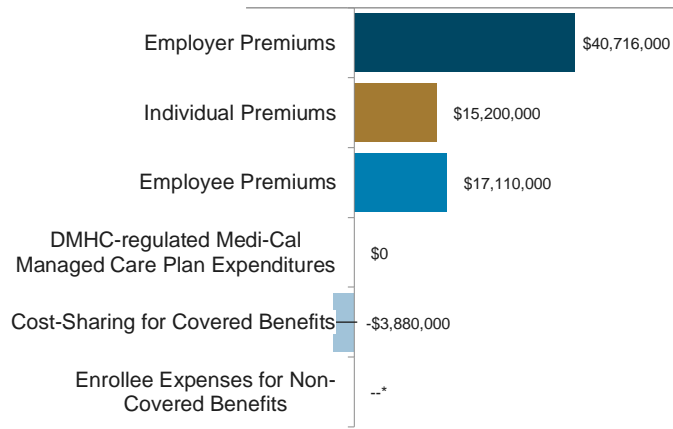 Employer Premiums
$40,716,000
Individual Premiums
$15,200,000
Employee Premiums
$17,110,000
DMHC-regulated Medi-Cal
Managed Care Plan Expenditures
$0
Cost-Sharing for Covered Benefits
-$3,880,000
Enrollee Expenses for Non-
Covered Benefits
--*